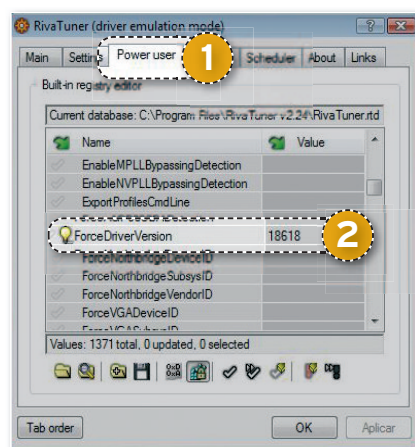 RivaTuner (driver emulation mode)
Main Settings Power user 1 Scheduler About Links
Built-in registry editor
Current database: C:\Program Files\RivaTuner v2.24\RivaTuner.rtd
Name Value
EnableMPLLBypassingDetection
EnableNVPLLBypassingDetection
ExportProfilesCmdLine
ForceDriverVersion 18618 2
ForceNorthbridgeDeviceID
ForceNorthbridgeSubsysID
ForceNorthbridgeVendorID
ForceVGADeviceID
ForceVGASubsysID
Values: 1371 total, 0 updated, 0 selected
Tab order OK Aplicar